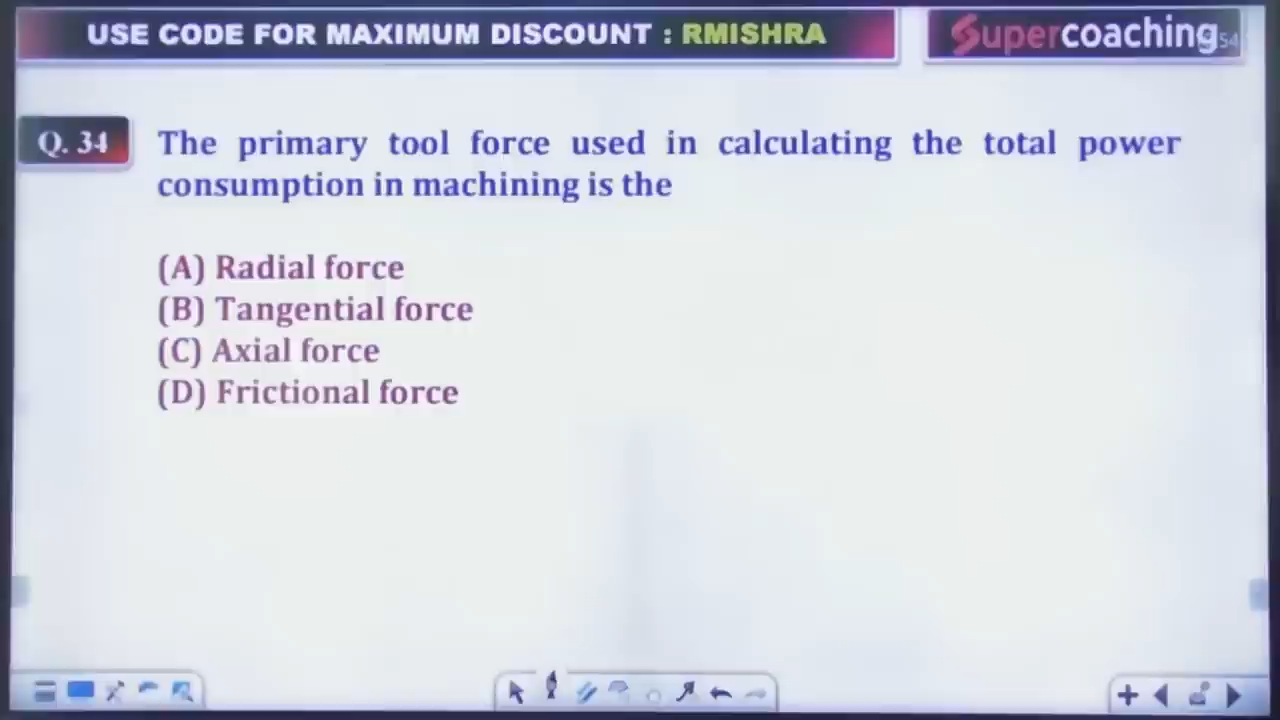 USE CODE FOR MAXIMUM DISCOUNT : RMISHRA
Supercoaching
54
Q. 34
The primary tool force used in calculating the total power
consumption in machining is the
(A) Radial force
(B) Tangential force
(C) Axial force
(D) Frictional force